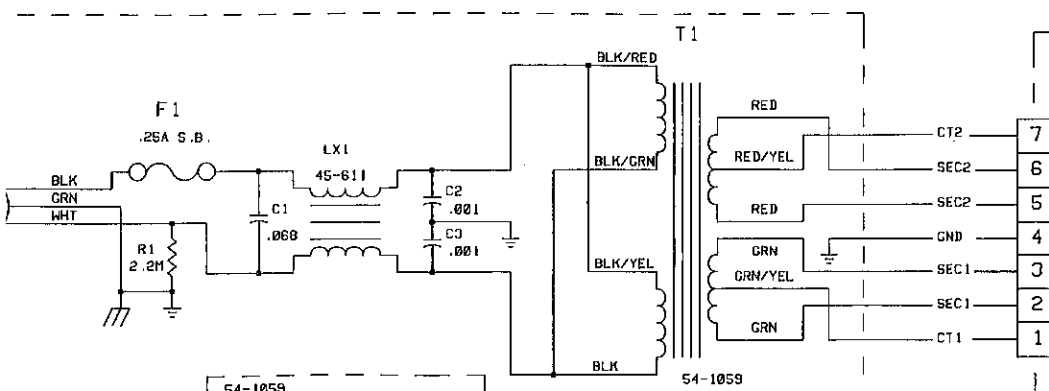 T1
BLK/RED
F1
.25A S.B.
RED
CT2
7
LX1
45-611
BLK/GRN
RED/YEL
SEC2
6
BLK
GRN
WHT
C1
.068
C2
.001
RED
SEC2
5
C3
.001
GND
4
R1
2.2M
BLK/YEL
GRN
GRN/YEL
SEC1
3
SEC1
2
GRN
CT1
1
BLK
54-1059
54-1059